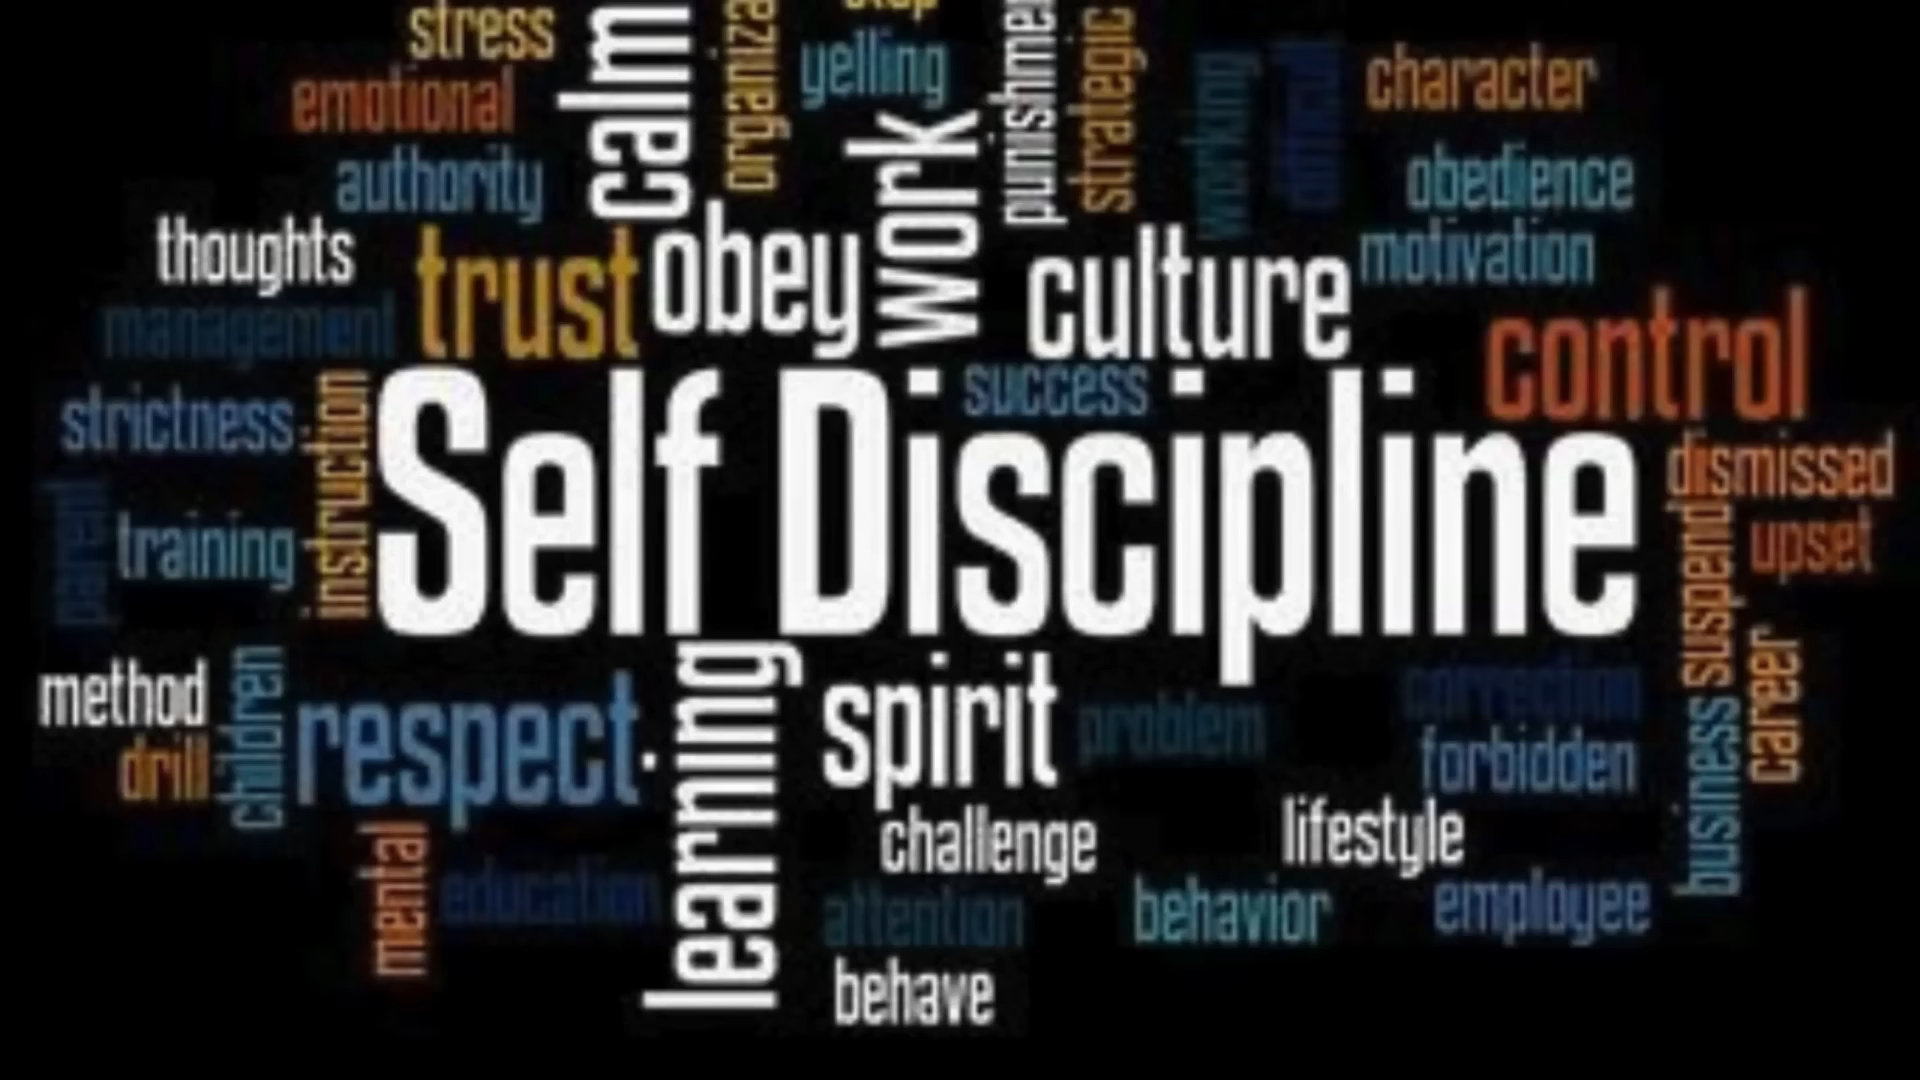 stress
calm
yelling
strategic
emotional
working
character
authority
work
obedience
thoughts
trust
obey
culture
motivation
management
control
success
strictness
instruction
Self Discipline
dismissed
training
suspend
upset
method
children
learning
spirit
correction
career
drill
respect
problem
forbidden
business
mental
challenge
lifestyle
education
attention
behavior
employee
behave